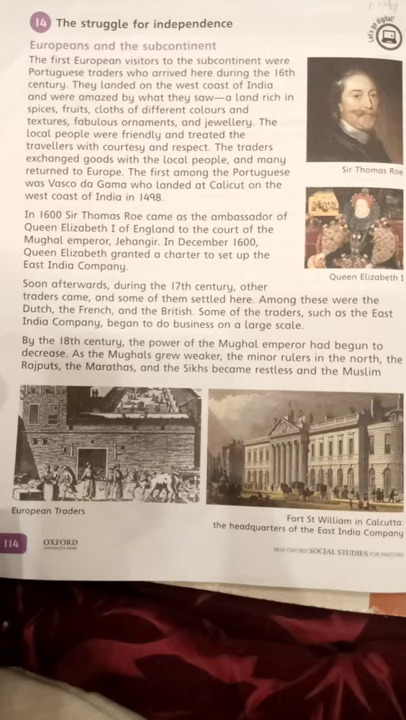 14 The struggle for independence
Let's go digital!
Europeans and the subcontinent
The first European visitors to the subcontinent were
Portuguese traders who arrived here during the 16th
century. They landed on the west coast of India
and were amazed by what they saw—a land rich in
spices, fruits, cloths of different colours and
textures, fabulous ornaments, and jewellery. The
local people were friendly and treated the
travellers with courtesy and respect. The traders
exchanged goods with the local people, and many
returned to Europe. The first among the Portuguese
was Vasco da Gama who landed at Calicut on the
west coast of India in 1498.
Sir Thomas Roe
In 1600 Sir Thomas Roe came as the ambassador of
Queen Elizabeth I of England to the court of the
Mughal emperor, Jehangir. In December 1600,
Queen Elizabeth granted a charter to set up the
East India Company.
Queen Elizabeth I
Soon afterwards, during the 17th century, other
traders came, and some of them settled here. Among these were the
Dutch, the French, and the British. Some of the traders, such as the East
India Company, began to do business on a large scale.
By the 18th century, the power of the Mughal emperor had begun to
decrease. As the Mughals grew weaker, the minor rulers in the north, the
Rajputs, the Marathas, and the Sikhs became restless and the Muslim
European Traders
Fort St William in Calcutta:
the headquarters of the East India Company
114
OXFORD
UNIVERSITY PRESS
NEW OXFORD SOCIAL STUDIES FOR PAKISTAN